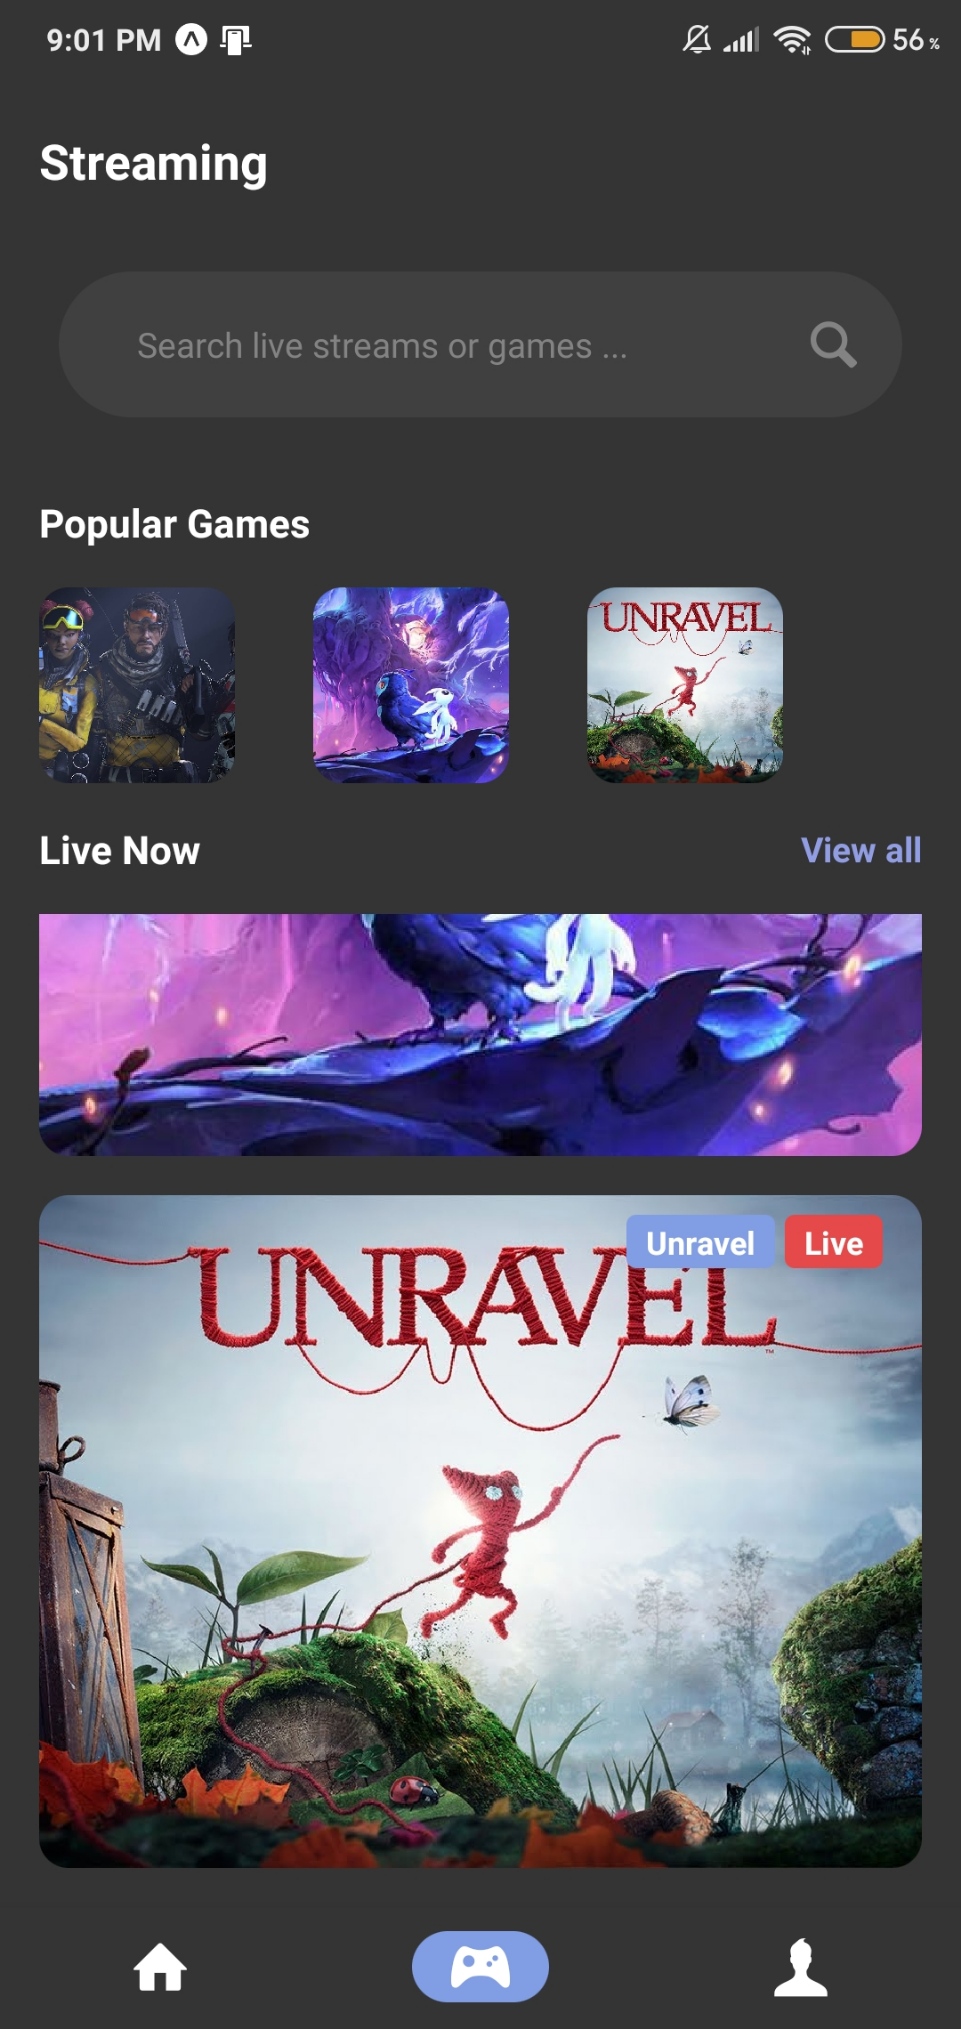 9:01 PM
56 %
Streaming
Search live streams or games ...
Popular Games
UNRAVEL
Live Now
View all
Unravel
Live
UNRAVEL™